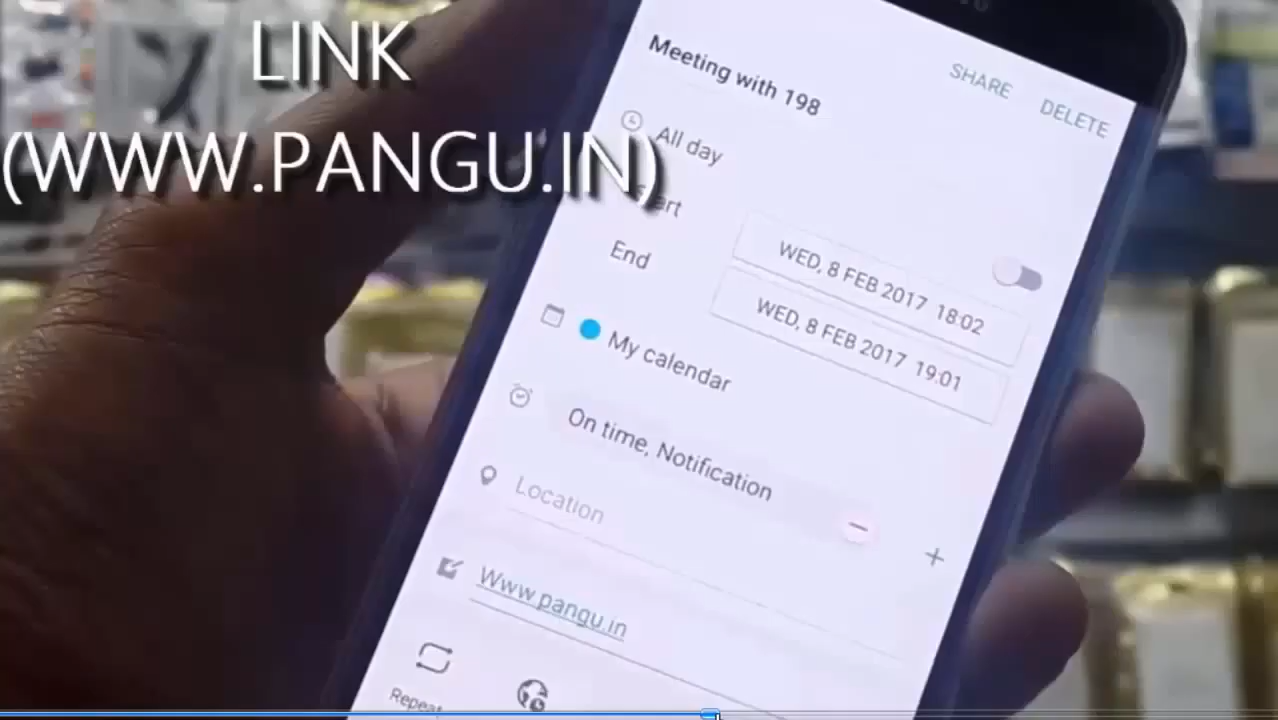 LINK
(WWW.PANGU.IN)
SHARE
DELETE
Meeting with 198
All day
Start
WED, 8 FEB 2017 18:02
End
WED, 8 FEB 2017 19:01
My calendar
On time, Notification
Location
Www.pangu.in
Repeat